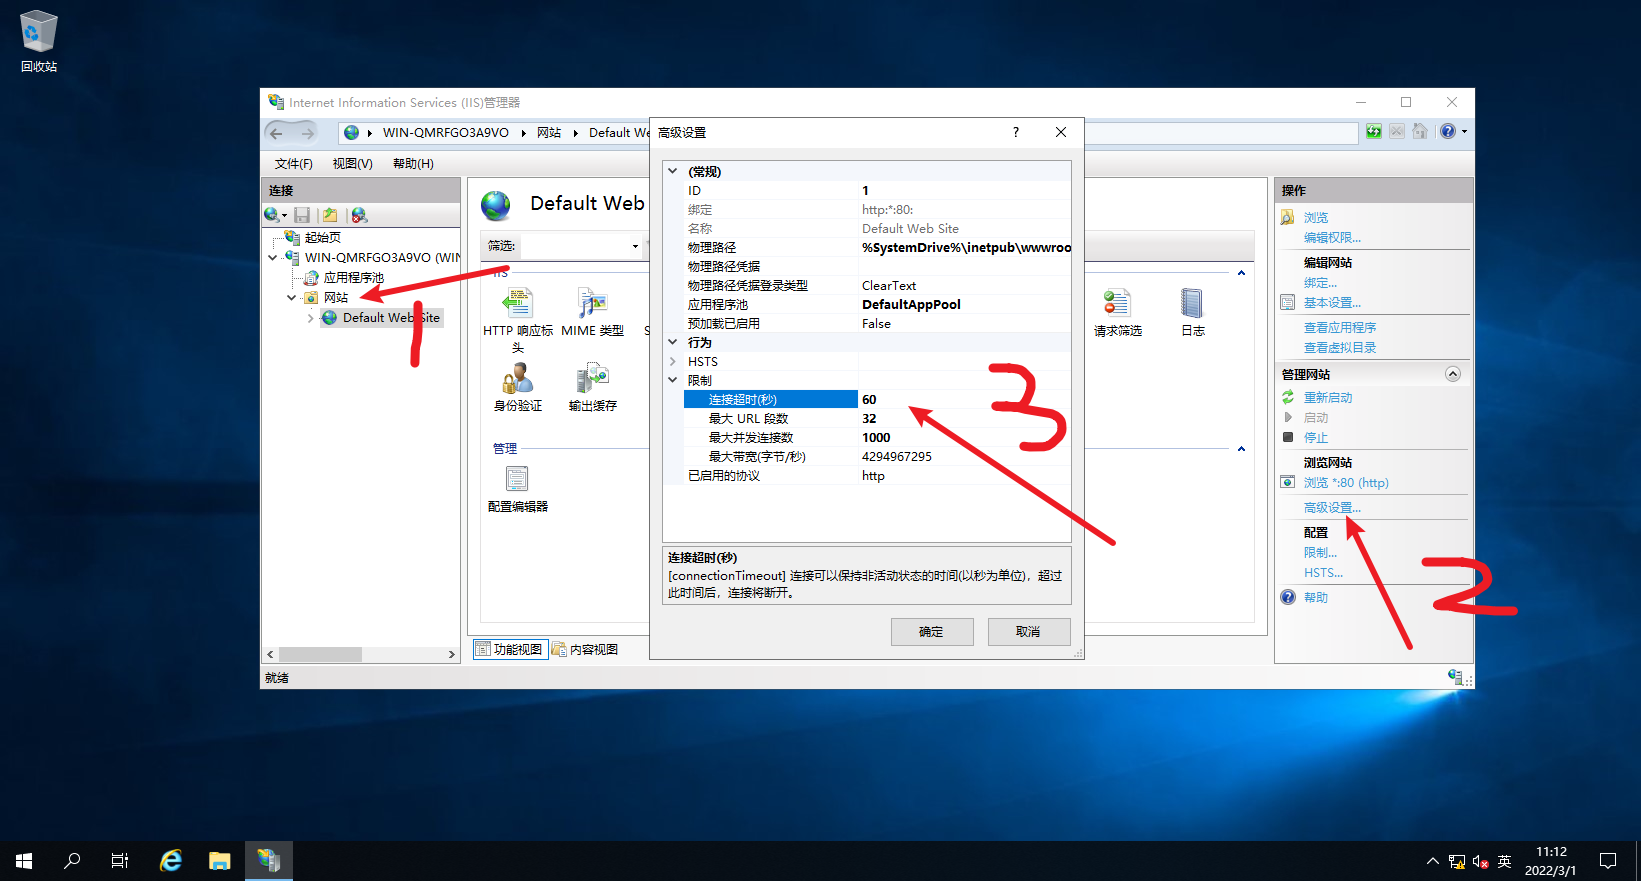 回收站
Internet Information Services (IIS)管理器
WIN-QMRFGO3A9VO
网站
Default We
文件(F)
视图(V)
帮助(H)
连接
起始页
WIN-QMRFGO3A9VO (WIN
应用程序池
网站
Default Web Site
1
Default Web
筛选:
IIS
HTTP 响应标头
MIME 类型
S
请求筛选
日志
身份验证
输出缓存
管理
配置编辑器
功能视图
内容视图
就绪
高级设置
?
(常规)
ID 1
绑定 http:*:80:
名称 Default Web Site
物理路径 %SystemDrive%\inetpub\wwwroo
物理路径凭据
物理路径凭据登录类型 ClearText
应用程序池 DefaultAppPool
预加载已启用 False
行为
HSTS
限制
连接超时(秒) 60
最大 URL 段数 32
最大并发连接数 1000
最大带宽(字节/秒) 4294967295
已启用的协议 http
3
连接超时(秒)
[connectionTimeout] 连接可以保持非活动状态的时间(以秒为单位)，超过
此时间后，连接将断开。
确定
取消
操作
浏览
编辑权限...
编辑网站
绑定...
基本设置...
查看应用程序
查看虚拟目录
管理网站
重新启动
启动
停止
浏览网站
浏览 *:80 (http)
高级设置...
配置
限制...
HSTS...
帮助
2
英
11:12
2022/3/1